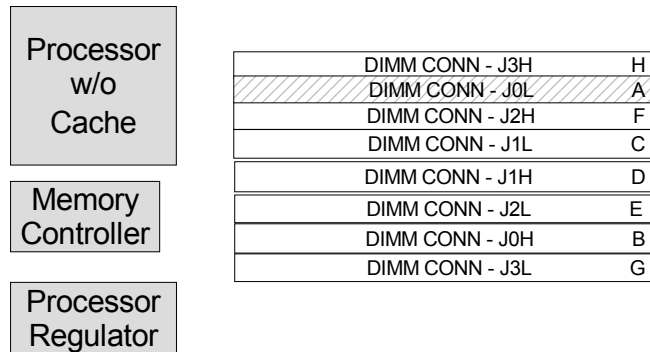 Processor
w/o
Cache
Memory
Controller
Processor
Regulator
DIMM CONN - J3H H
DIMM CONN - J0L A
DIMM CONN - J2H F
DIMM CONN - J1L C
DIMM CONN - J1H D
DIMM CONN - J2L E
DIMM CONN - J0H B
DIMM CONN - J3L G